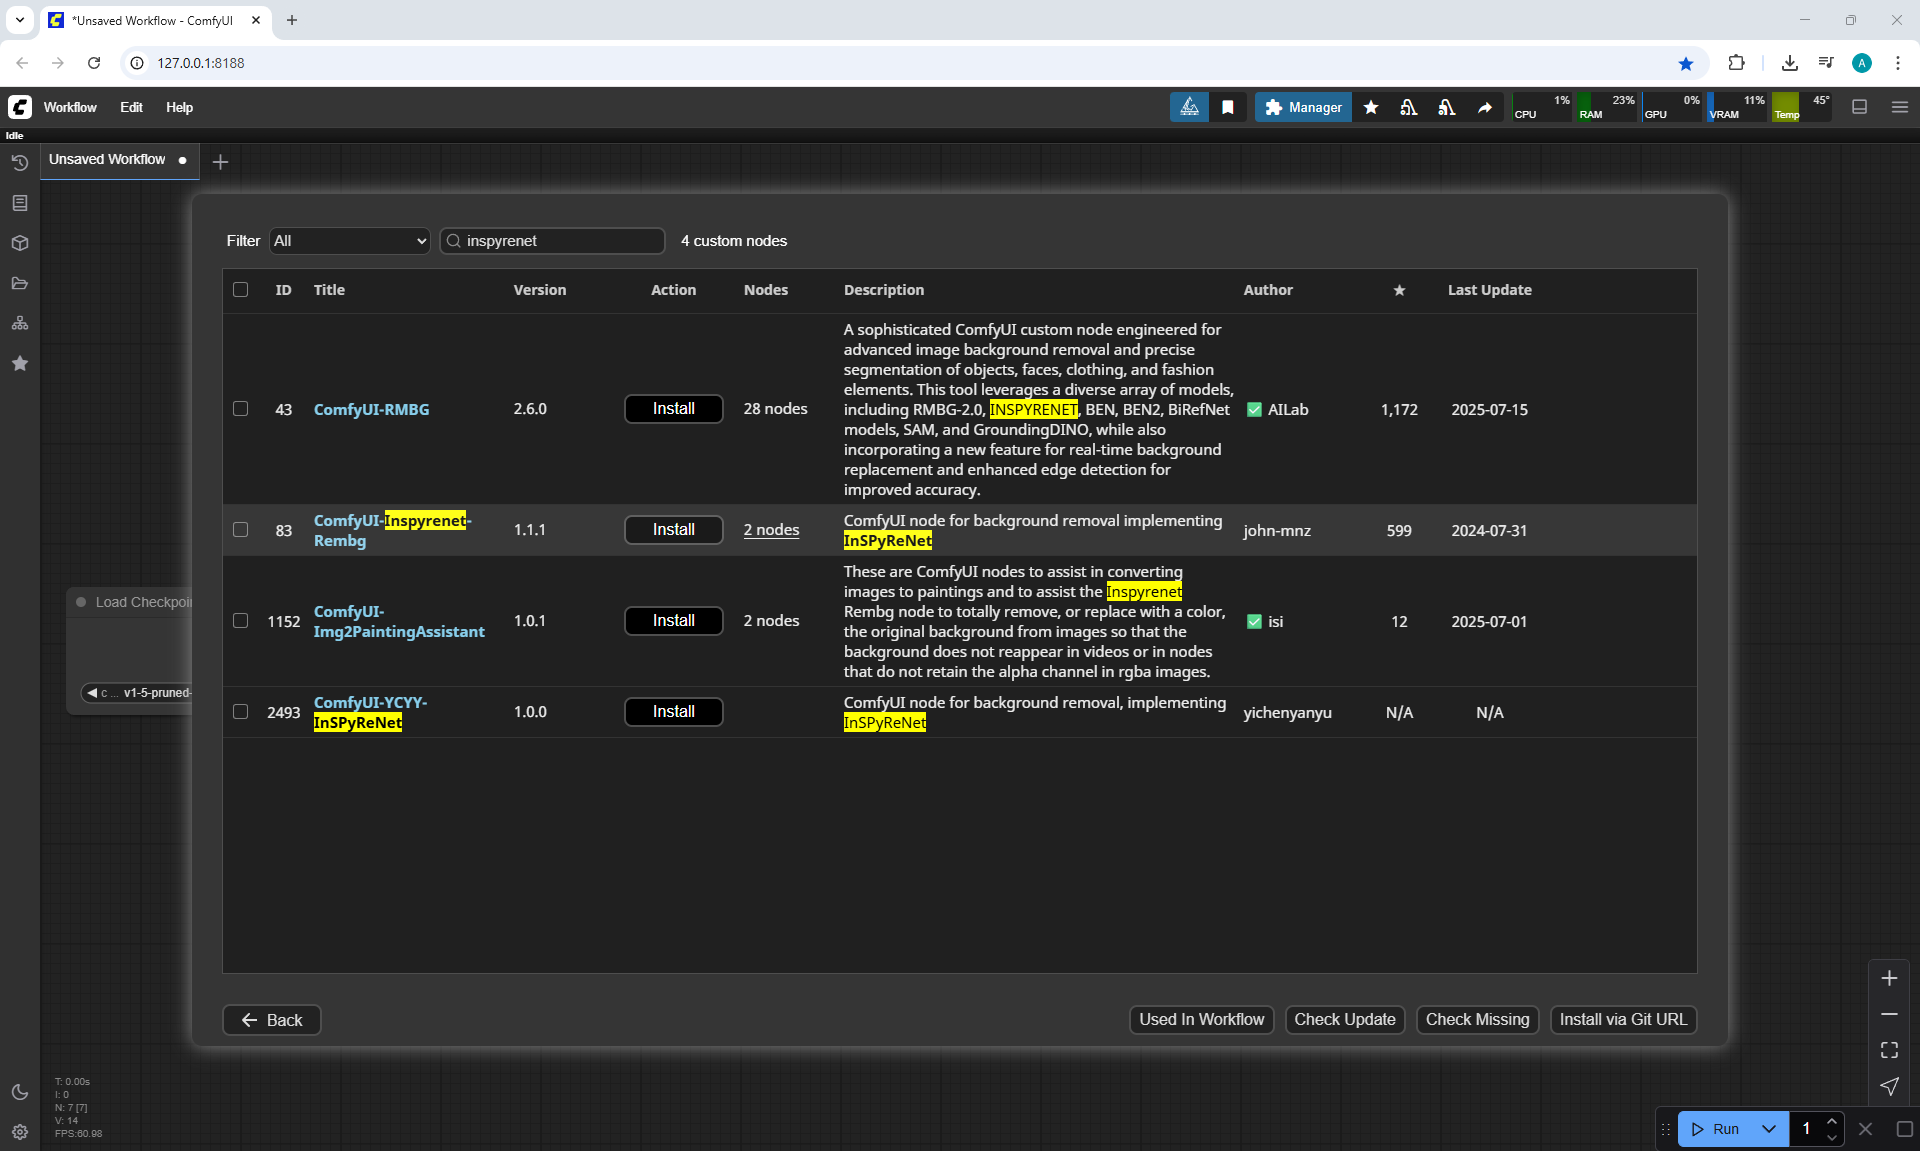 *Unsaved Workflow - ComfyUI
127.0.0.1:8188
A
Workflow Edit Help
Manager
CPU 1% RAM 23% GPU 0% VRAM 11% Temp 45°
Idle
Unsaved Workflow
Filter All inspyrenet 4 custom nodes
ID Title Version Action Nodes Description Author ★ Last Update
43 ComfyUI-RMBG 2.6.0 Install 28 nodes
A sophisticated ComfyUI custom node engineered for
advanced image background removal and precise
segmentation of objects, faces, clothing, and fashion
elements. This tool leverages a diverse array of models,
including RMBG-2.0, INSPYRENET, BEN, BEN2, BiRefNet
models, SAM, and GroundingDINO, while also
incorporating a new feature for real-time background
replacement and enhanced edge detection for
improved accuracy.
✅ AILab 1,172 2025-07-15
83 ComfyUI-Inspyrenet-
Rembg
1.1.1 Install 2 nodes
ComfyUI node for background removal implementing
InSPyReNet
john-mnz 599 2024-07-31
1152 ComfyUI-
Img2PaintingAssistant
1.0.1 Install 2 nodes
These are ComfyUI nodes to assist in converting
images to paintings and to assist the Inspyrenet
Rembg node to totally remove, or replace with a color,
the original background from images so that the
background does not reappear in videos or in nodes
that do not retain the alpha channel in rgba images.
✅ isi 12 2025-07-01
2493 ComfyUI-YCYY-
InSPyReNet
1.0.0 Install
ComfyUI node for background removal, implementing
InSPyReNet
yichenyanyu N/A N/A
Load Checkpoi
c ... v1-5-pruned-
Back
Used In Workflow Check Update Check Missing Install via Git URL
T: 0.00s
I: 0
N: 7 [7]
V: 14
FPS:60.98
Run 1